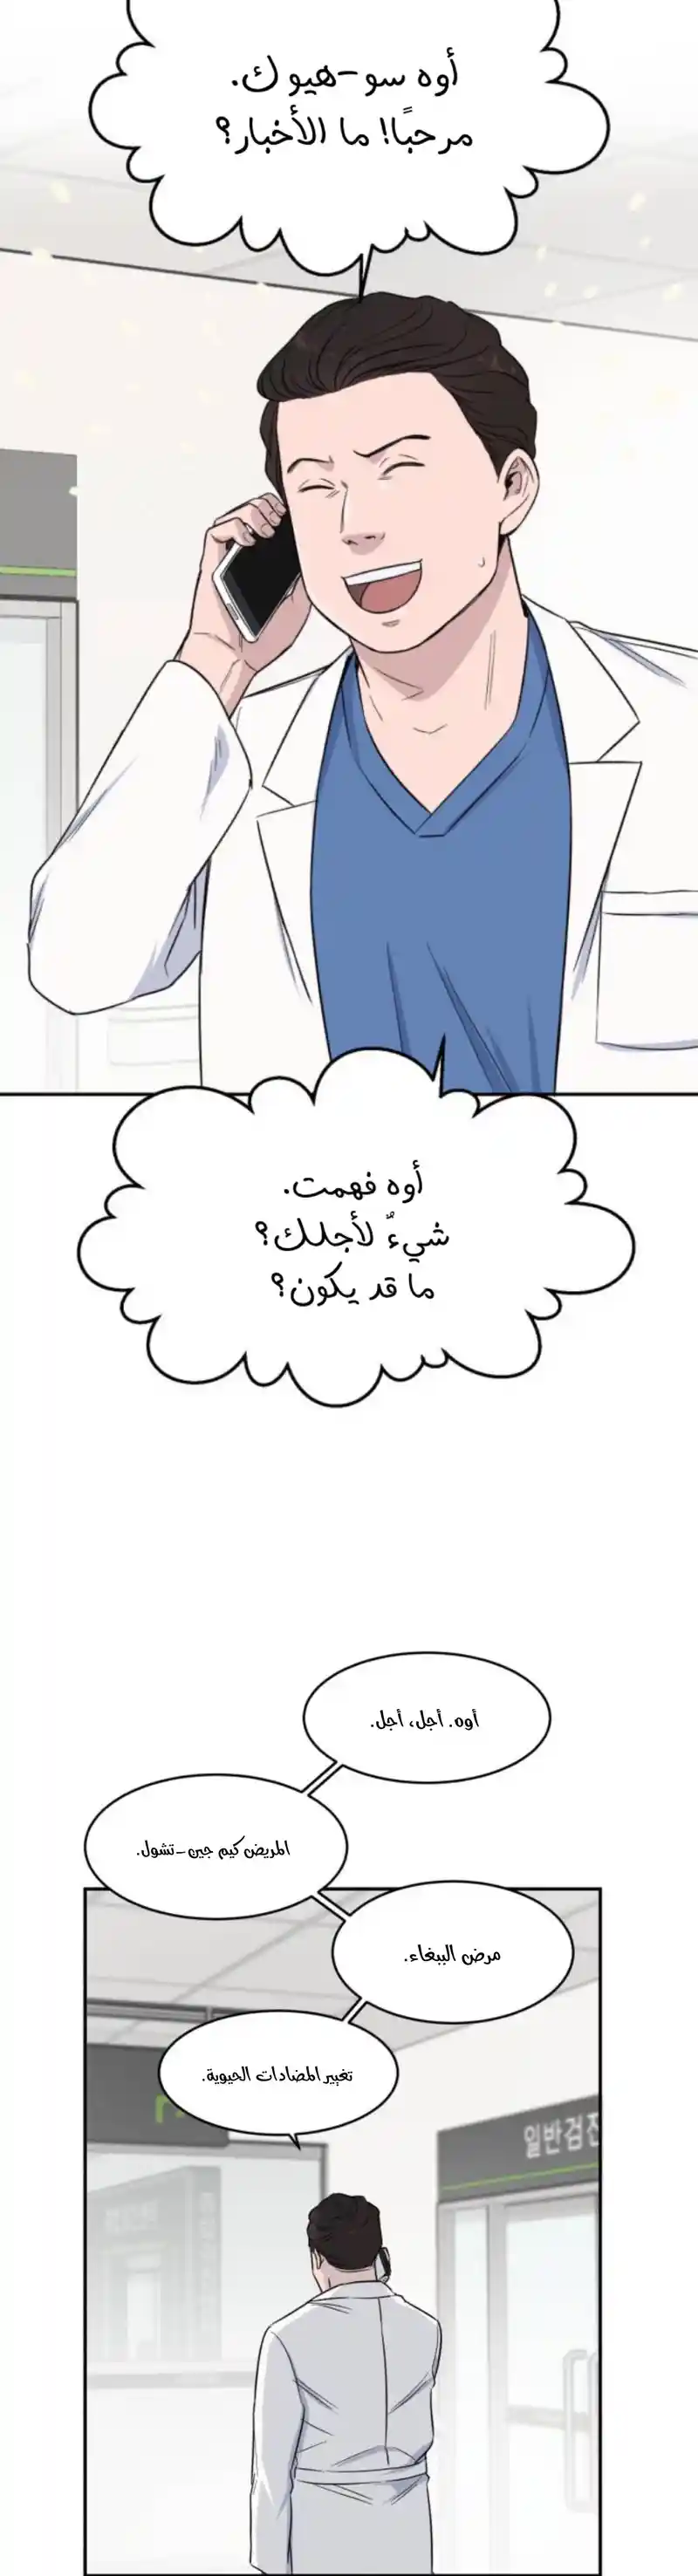 أوه سو-هيوك.
مرحبًا! ما الأخبار؟
أوه فهمت.
شيءٌ لأجلك؟
ما قد يكون؟
أوه. أجل، أجل.
المريض كيم جين-تشول.
مرض الببغاء.
تغيير المضادات الحيوية.
일반검진